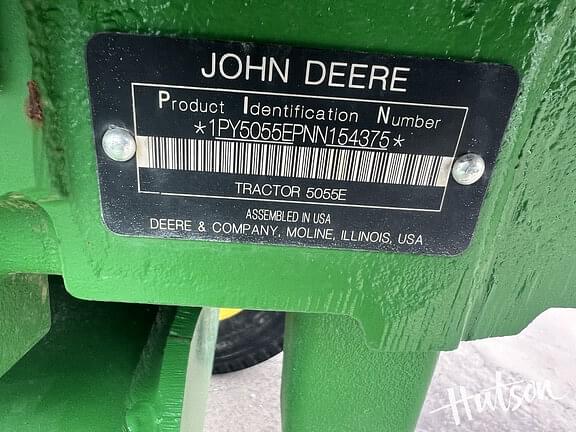 JOHN DEERE
Product Identification Number
*1PY5055EPNN154375*
TRACTOR 5055E
ASSEMBLED IN USA
DEERE & COMPANY, MOLINE, ILLINOIS, USA
Hutson